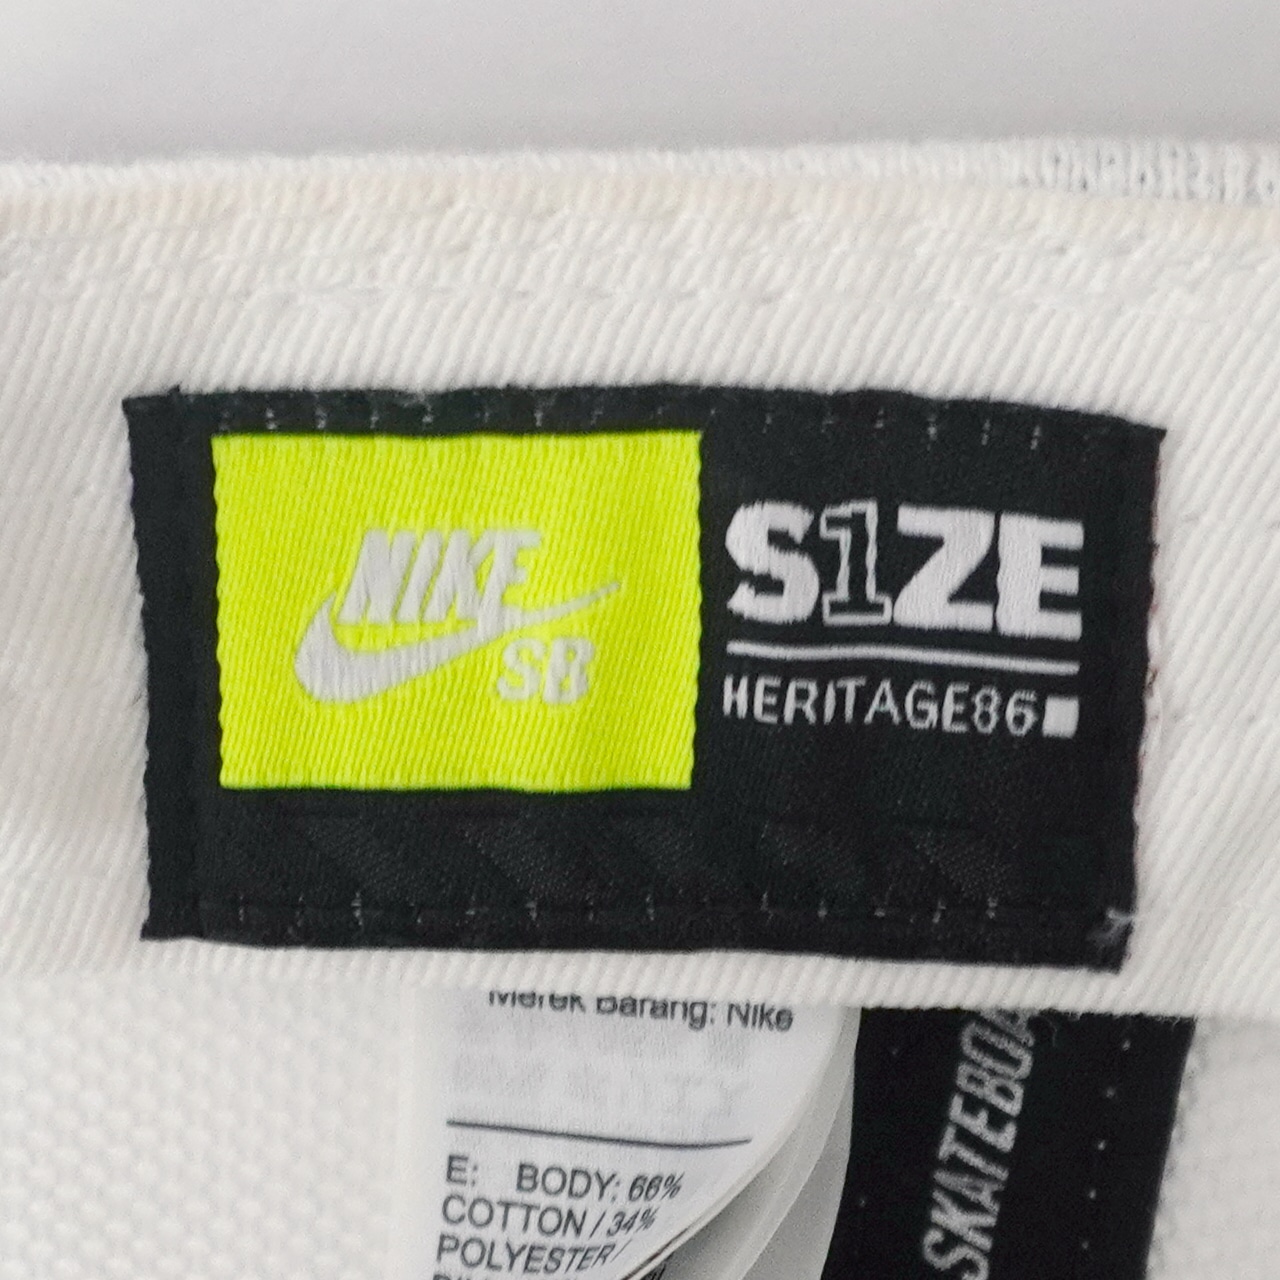 NIKE
SB
S1ZE
HERITAGE86
Merek Barang: Nike
E: BODY: 66%
COTTON / 34%
POLYESTER/
SKATEBOA